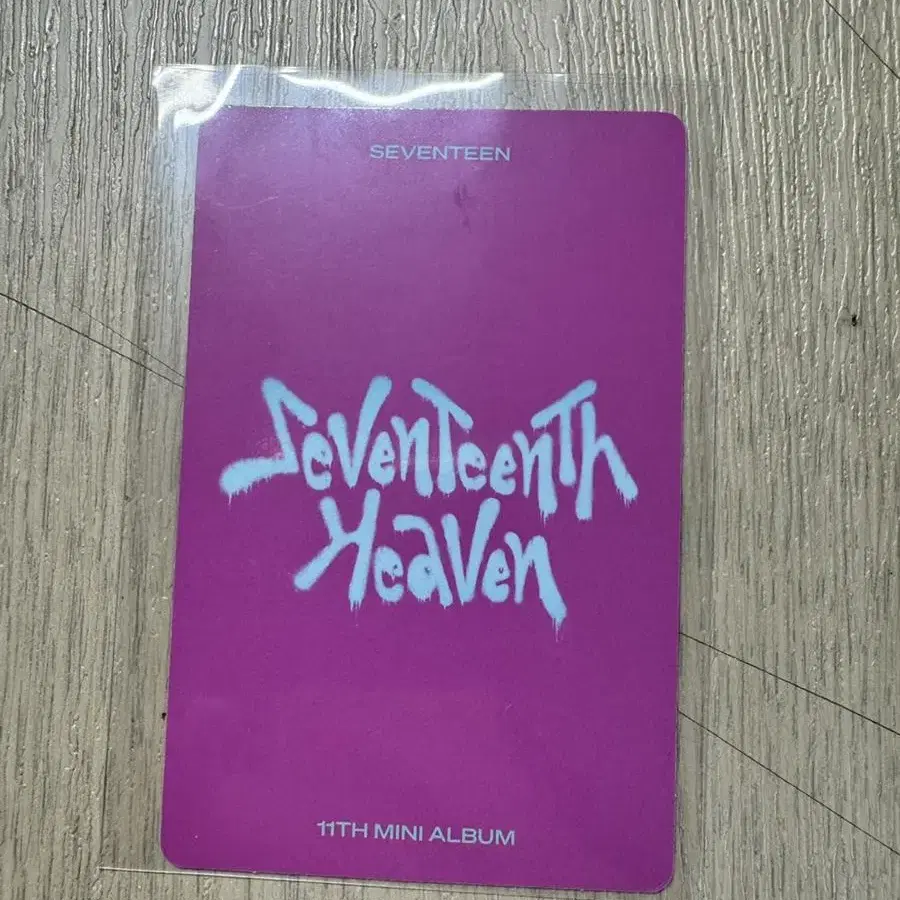 SEVENTEEN
SevenTeenTh
Heaven
11TH MINI ALBUM